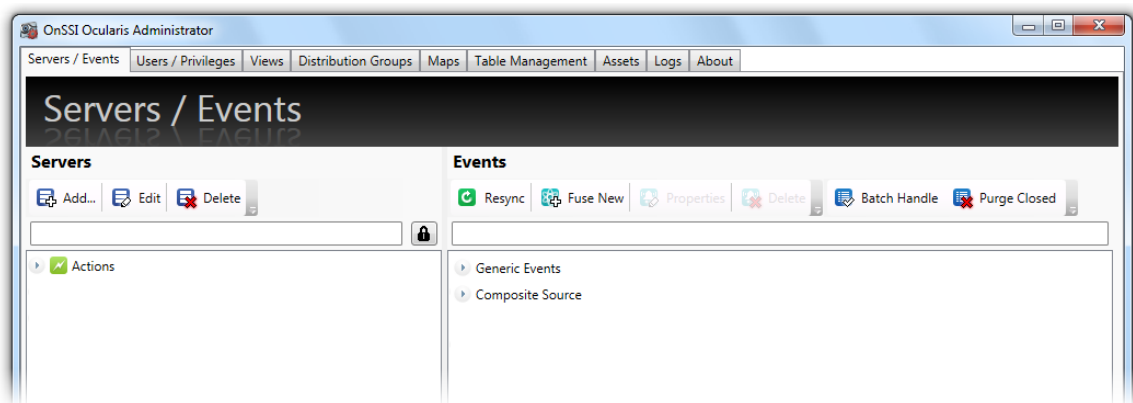 OnSSI Ocularis Administrator
Servers / Events Users / Privileges Views Distribution Groups Maps Table Management Assets Logs About
Servers / Events
Servers
Events
Add... Edit Delete
Resync Fuse New Properties Delete Batch Handle Purge Closed
Actions
Generic Events
Composite Source